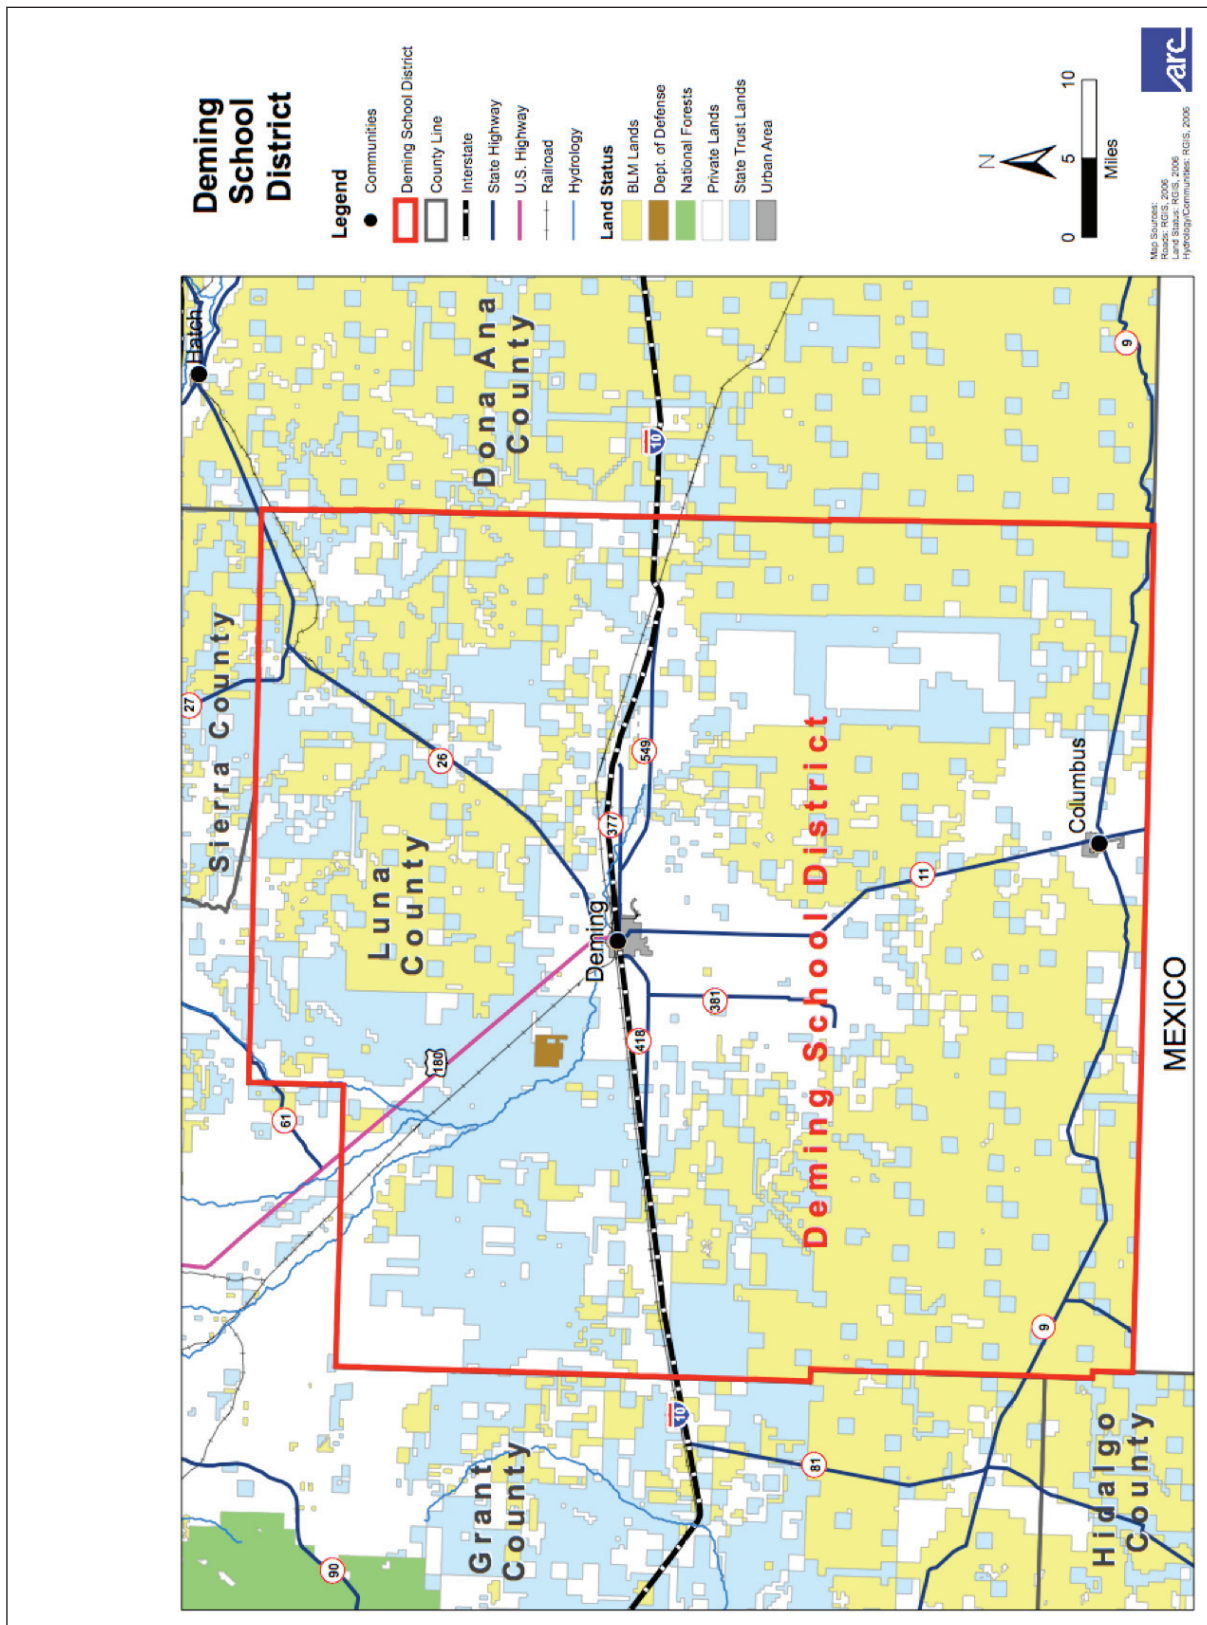 Deming
School
District
Legend
Communities
Deming School District
County Line
Interstate
State Highway
U.S. Highway
Railroad
Hydrology
Land Status
BLM Lands
Dept. of Defense
National Forests
Private Lands
State Trust Lands
Urban Area
N
0 5 10
Miles
Map Sources:
Roads: RGIS, 2006
Land Status: RGIS, 2006
Hydrology/Communities: RGIS, 2006
arc
Hatch
Sierra County
27
Dona Ana
County
10
26
Luna
County
61
180
90
Grant
County
Deming
377
549
418
381
10
81
Deming School District
11
Columbus
9
9
Hidalgo
County
MEXICO